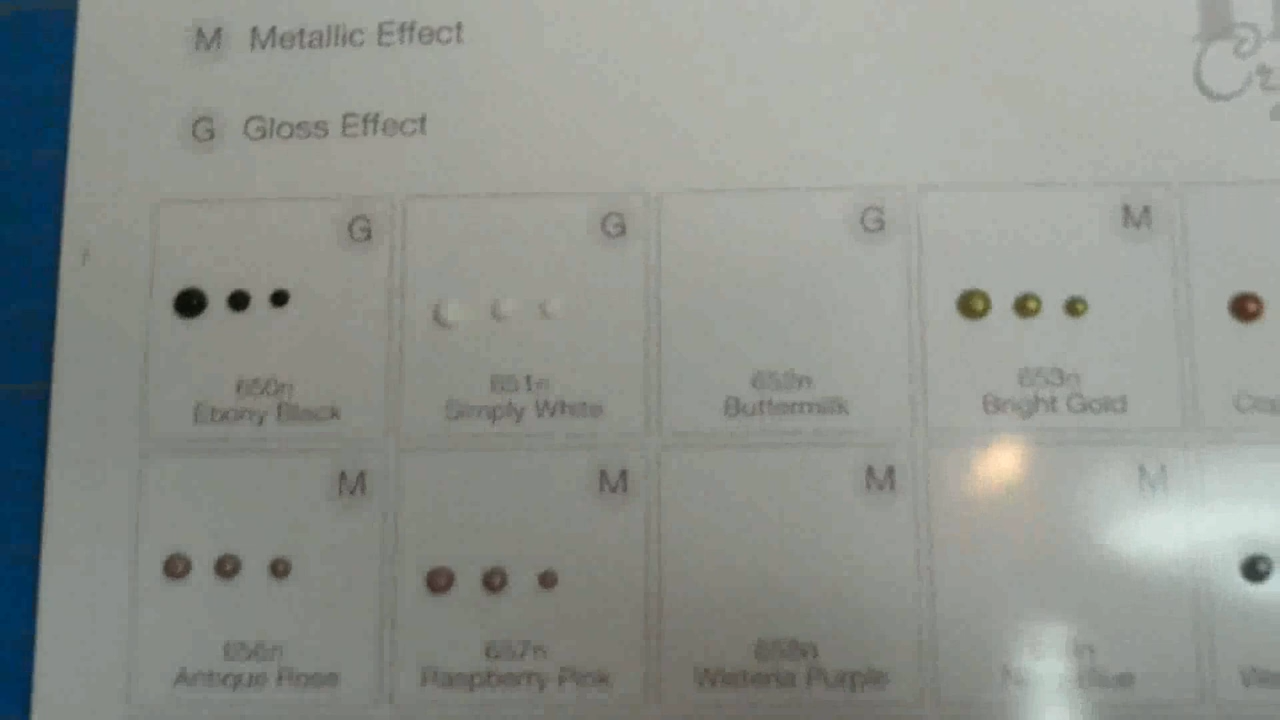 M Metallic Effect
G Gloss Effect
G
G
G
M
650n
651n
652n
653n
Ebony Black
Simply White
Buttermilk
Bright Gold
M
M
M
M
656n
657n
658n
Antique Rose
Raspberry Pink
Wisteria Purple